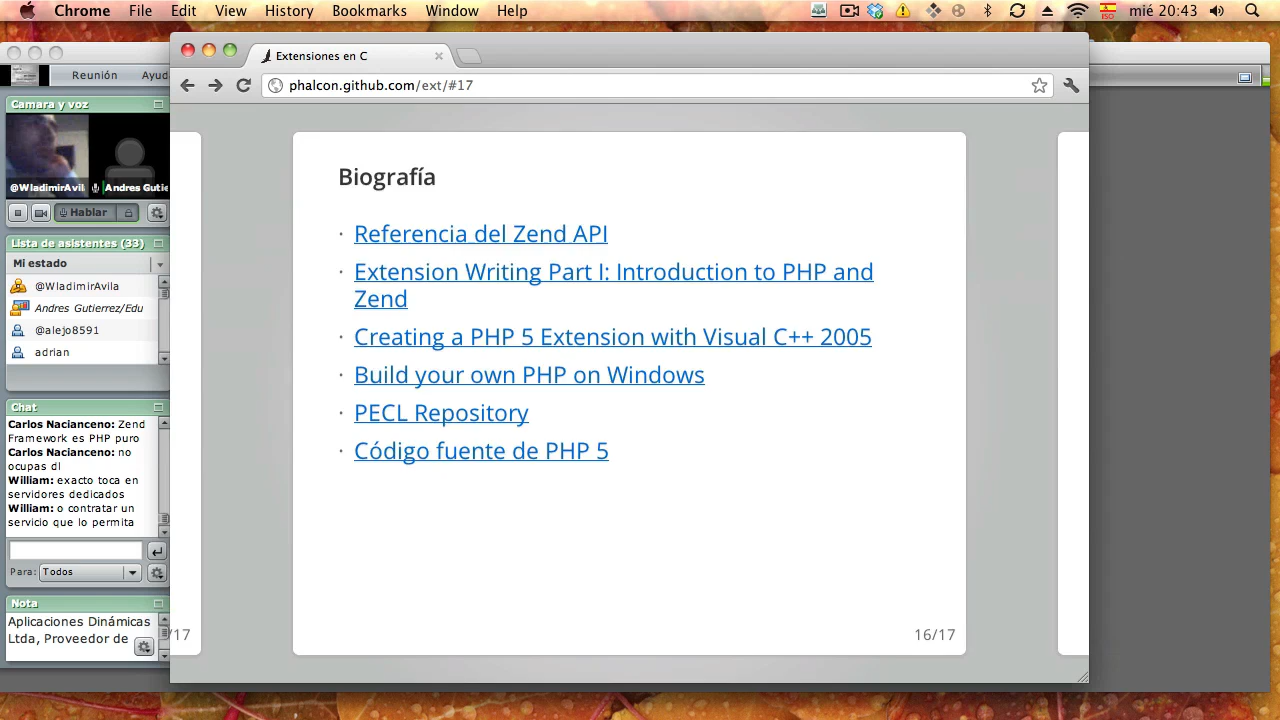 Chrome File Edit View History Bookmarks Window Help
ISO
mié 20:43
Extensiones en C
phalcon.github.com/ext/#17
Reunión
Camara y voz
@WladimirAvil
Andres Gutie
Hablar
Lista de asistentes (33)
Mi estado
@WladimirAvila
Andres Gutierrez/Edu
@alejo8591
adrian
Chat
Carlos Nacianceno: Zend
Framework es PHP puro
Carlos Nacianceno: no
ocupas dl
William: exacto toca en
servidores dedicados
William: o contratar un
servicio que lo permita
Para: Todos
Nota
Aplicaciones Dinámicas
Ltda, Proveedor de
/17
Biografía
· Referencia del Zend API
· Extension Writing Part I: Introduction to PHP and
Zend
· Creating a PHP 5 Extension with Visual C++ 2005
· Build your own PHP on Windows
· PECL Repository
· Código fuente de PHP 5
16/17